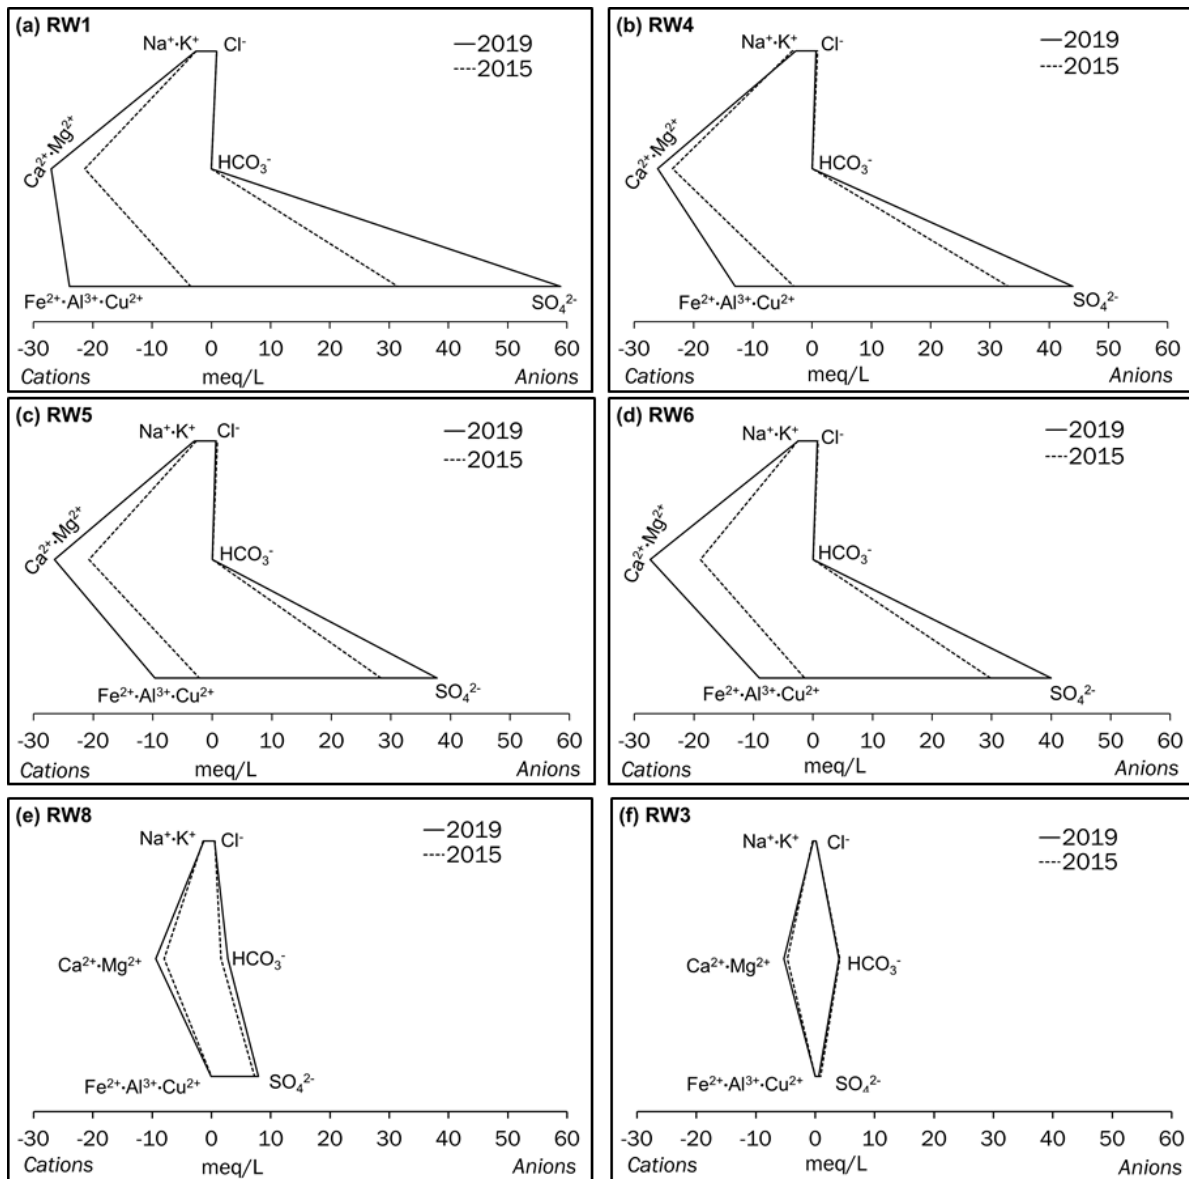 (a) RW1
Na⁺·K⁺ Cl⁻
2019
2015
Ca²⁺·Mg²⁺
HCO₃⁻
Fe²⁺·Al³⁺·Cu²⁺
SO₄²⁻
-30 -20 -10 0 10 20 30 40 50 60
Cations meq/L Anions
(b) RW4
Na⁺·K⁺ Cl⁻
2019
2015
Ca²⁺·Mg²⁺
HCO₃⁻
Fe²⁺·Al³⁺·Cu²⁺
SO₄²⁻
-30 -20 -10 0 10 20 30 40 50 60
Cations meq/L Anions
(c) RW5
Na⁺·K⁺ Cl⁻
2019
2015
Ca²⁺·Mg²⁺
HCO₃⁻
Fe²⁺·Al³⁺·Cu²⁺
SO₄²⁻
-30 -20 -10 0 10 20 30 40 50 60
Cations meq/L Anions
(d) RW6
Na⁺·K⁺ Cl⁻
2019
2015
Ca²⁺·Mg²⁺
HCO₃⁻
Fe²⁺·Al³⁺·Cu²⁺
SO₄²⁻
-30 -20 -10 0 10 20 30 40 50 60
Cations meq/L Anions
(e) RW8
Na⁺·K⁺ Cl⁻
2019
2015
Ca²⁺·Mg²⁺
HCO₃⁻
Fe²⁺·Al³⁺·Cu²⁺
SO₄²⁻
-30 -20 -10 0 10 20 30 40 50 60
Cations meq/L Anions
(f) RW3
Na⁺·K⁺ Cl⁻
2019
2015
Ca²⁺·Mg²⁺
HCO₃⁻
Fe²⁺·Al³⁺·Cu²⁺
SO₄²⁻
-30 -20 -10 0 10 20 30 40 50 60
Cations meq/L Anions